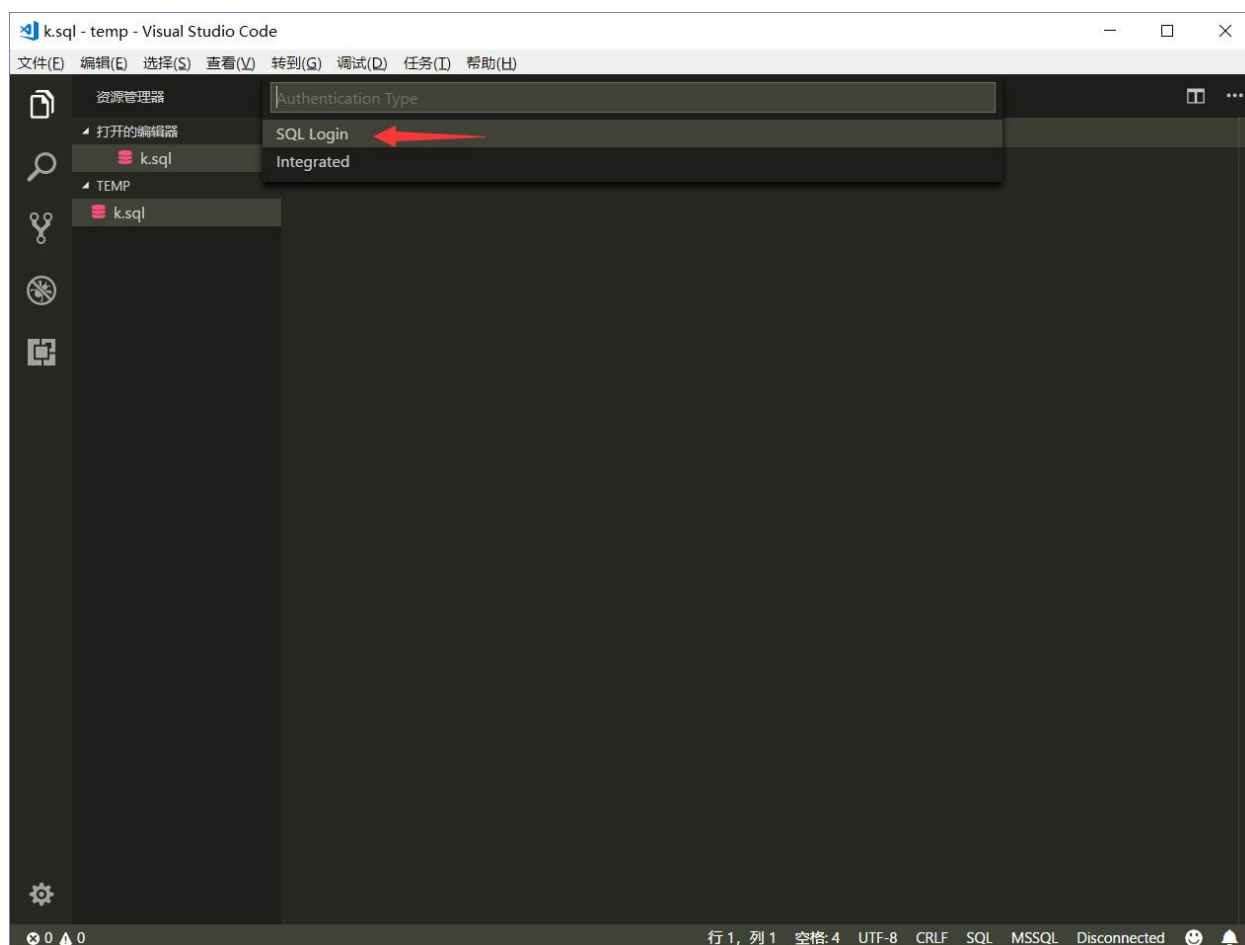 k.sql - temp - Visual Studio Code
文件(F) 编辑(E) 选择(S) 查看(V) 转到(G) 调试(D) 任务(T) 帮助(H)
资源管理器
Authentication Type
打开的编辑器
SQL Login
k.sql
Integrated
TEMP
k.sql
0 0 行 1, 列 1 空格: 4 UTF-8 CRLF SQL MSSQL Disconnected